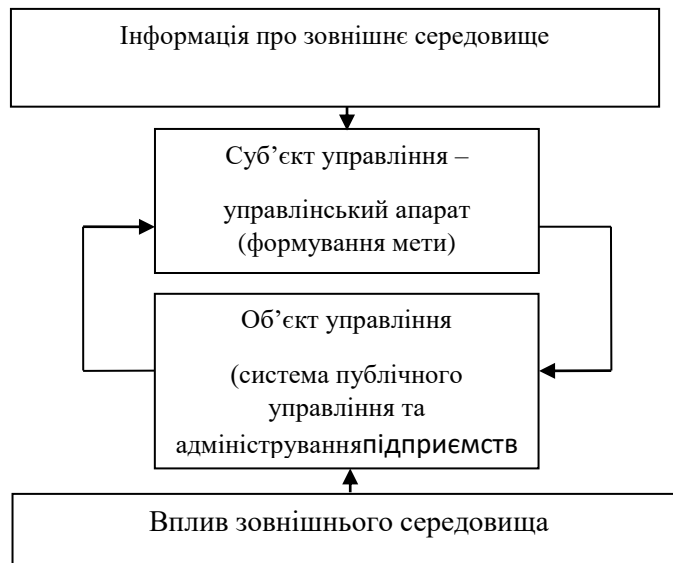 Інформація про зовнішнє середовище
Суб’єкт управління –
управлінський апарат
(формування мети)
Об’єкт управління
(система публічного
управління та
адмініструванняпідприємств
Вплив зовнішнього середовища